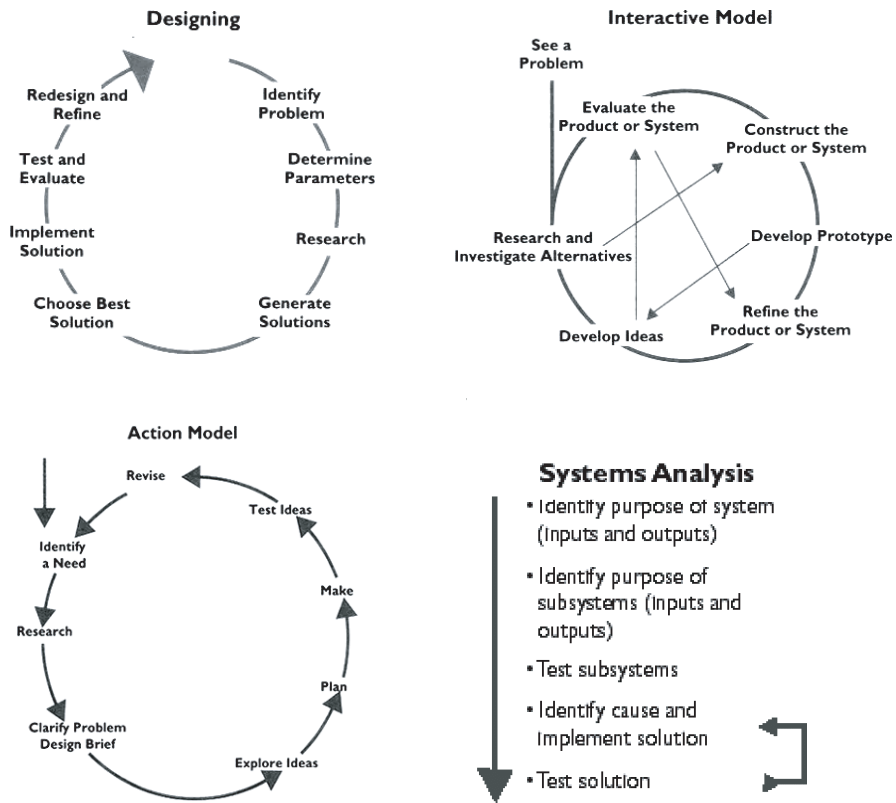 Designing
Identify
Problem
Determine
Parameters
Research
Generate
Solutions
Choose Best
Solution
Implement
Solution
Test and
Evaluate
Redesign and
Refine
Interactive Model
See a
Problem
Evaluate the
Product or System
Construct the
Product or System
Research and
Investigate Alternatives
Develop Prototype
Develop Ideas
Refine the
Product or System
Action Model
Revise
Identify
a Need
Research
Clarify Problem
Design Brief
Explore Ideas
Plan
Make
Test Ideas
Systems Analysis
• Identify purpose of system
(inputs and outputs)
• Identify purpose of
subsystems (inputs and
outputs)
• Test subsystems
• Identify cause and
implement solution
• Test solution